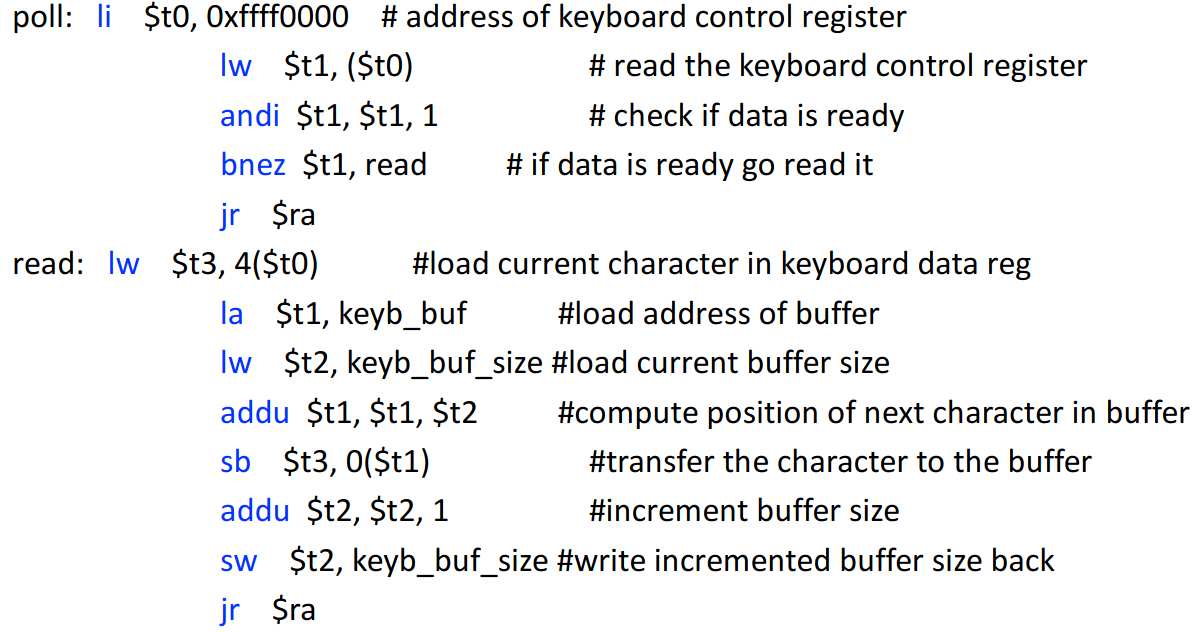 poll: li $t0, 0xffff0000 # address of keyboard control register
lw $t1, ($t0) # read the keyboard control register
andi $t1, $t1, 1 # check if data is ready
bnez $t1, read # if data is ready go read it
jr $ra
read: lw $t3, 4($t0) #load current character in keyboard data reg
la $t1, keyb_buf #load address of buffer
lw $t2, keyb_buf_size #load current buffer size
addu $t1, $t1, $t2 #compute position of next character in buffer
sb $t3, 0($t1) #transfer the character to the buffer
addu $t2, $t2, 1 #increment buffer size
sw $t2, keyb_buf_size #write incremented buffer size back
jr $ra